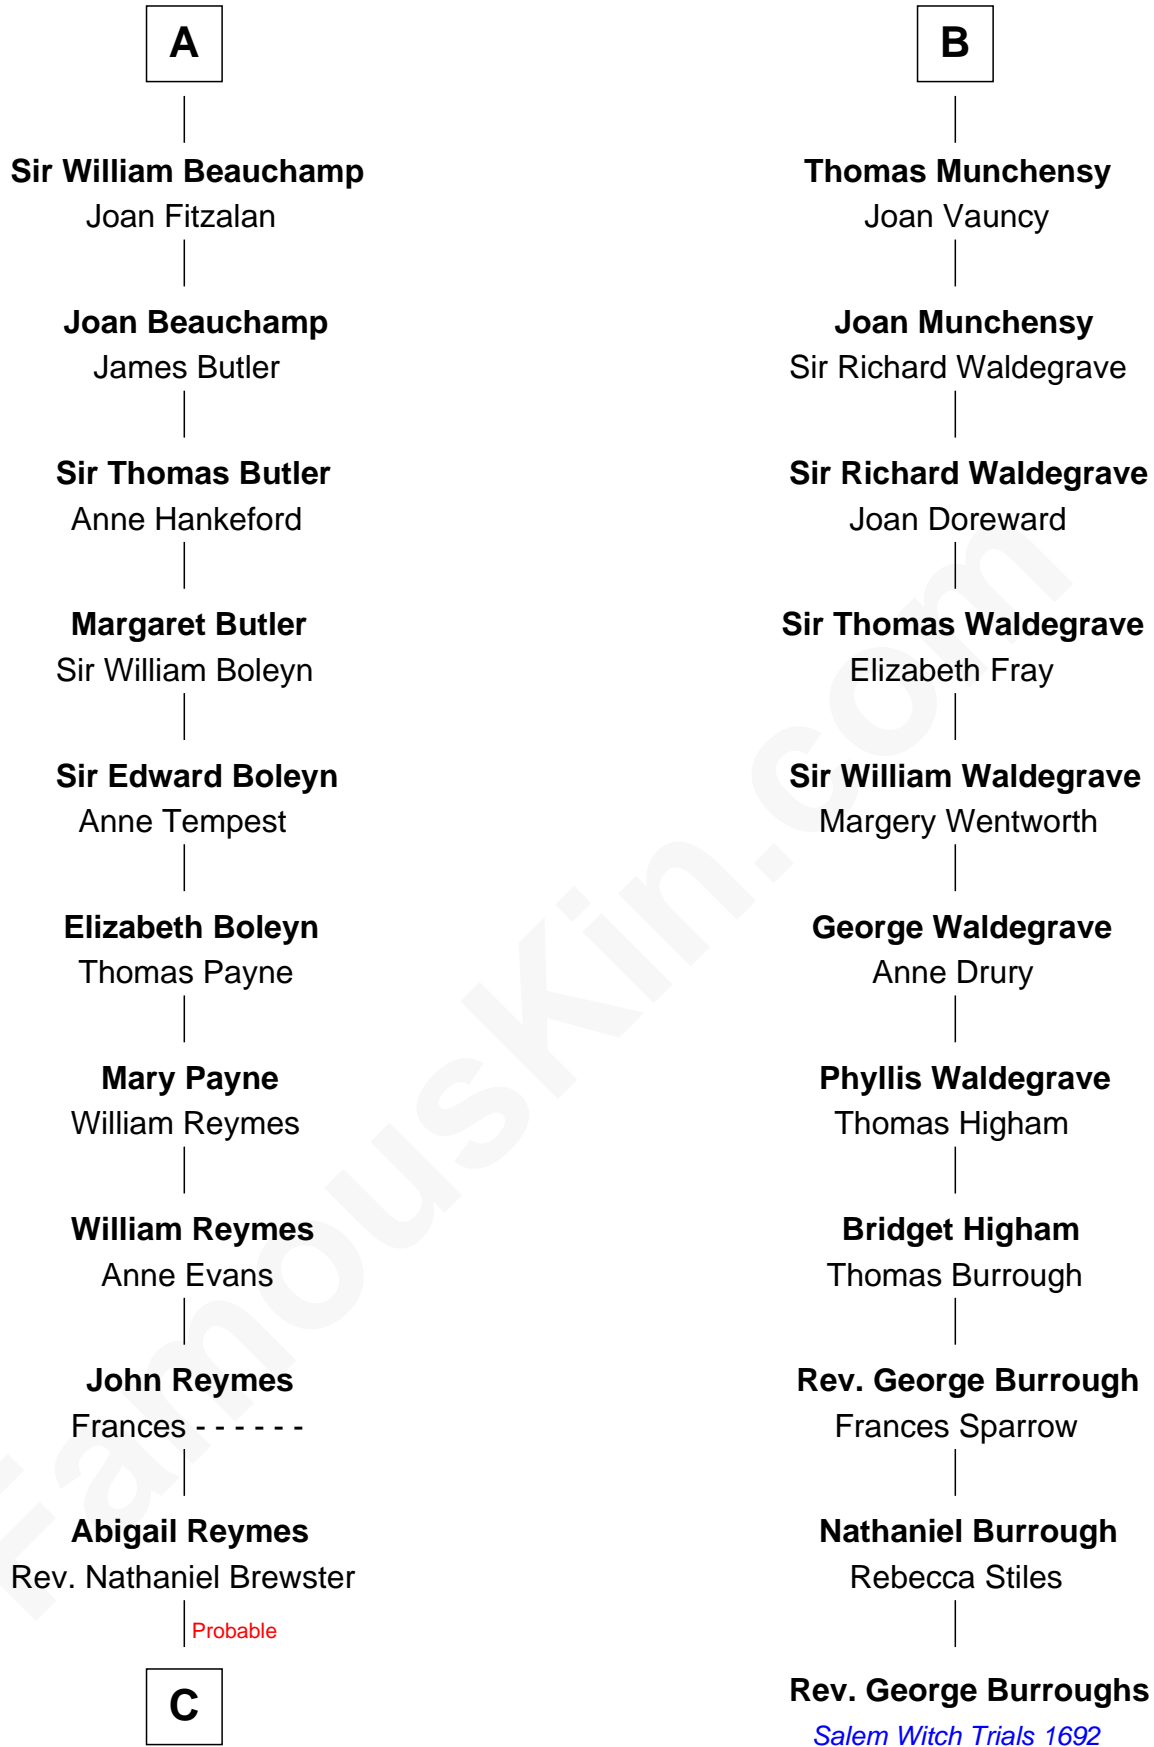 A
Sir William Beauchamp
Joan Fitzalan
Joan Beauchamp
James Butler
Sir Thomas Butler
Anne Hankeford
Margaret Butler
Sir William Boleyn
Sir Edward Boleyn
Anne Tempest
Elizabeth Boleyn
Thomas Payne
Mary Payne
William Reymes
William Reymes
Anne Evans
John Reymes
Frances - - - - - -
Abigail Reymes
Rev. Nathaniel Brewster
Probable
C
B
Thomas Munchensy
Joan Vauncy
Joan Munchensy
Sir Richard Waldegrave
Sir Richard Waldegrave
Joan Doreward
Sir Thomas Waldegrave
Elizabeth Fray
Sir William Waldegrave
Margery Wentworth
George Waldegrave
Anne Drury
Phyllis Waldegrave
Thomas Higham
Bridget Higham
Thomas Burrough
Rev. George Burrough
Frances Sparrow
Nathaniel Burrough
Rebecca Stiles
Rev. George Burroughs
Salem Witch Trials 1692
FamousKin.com